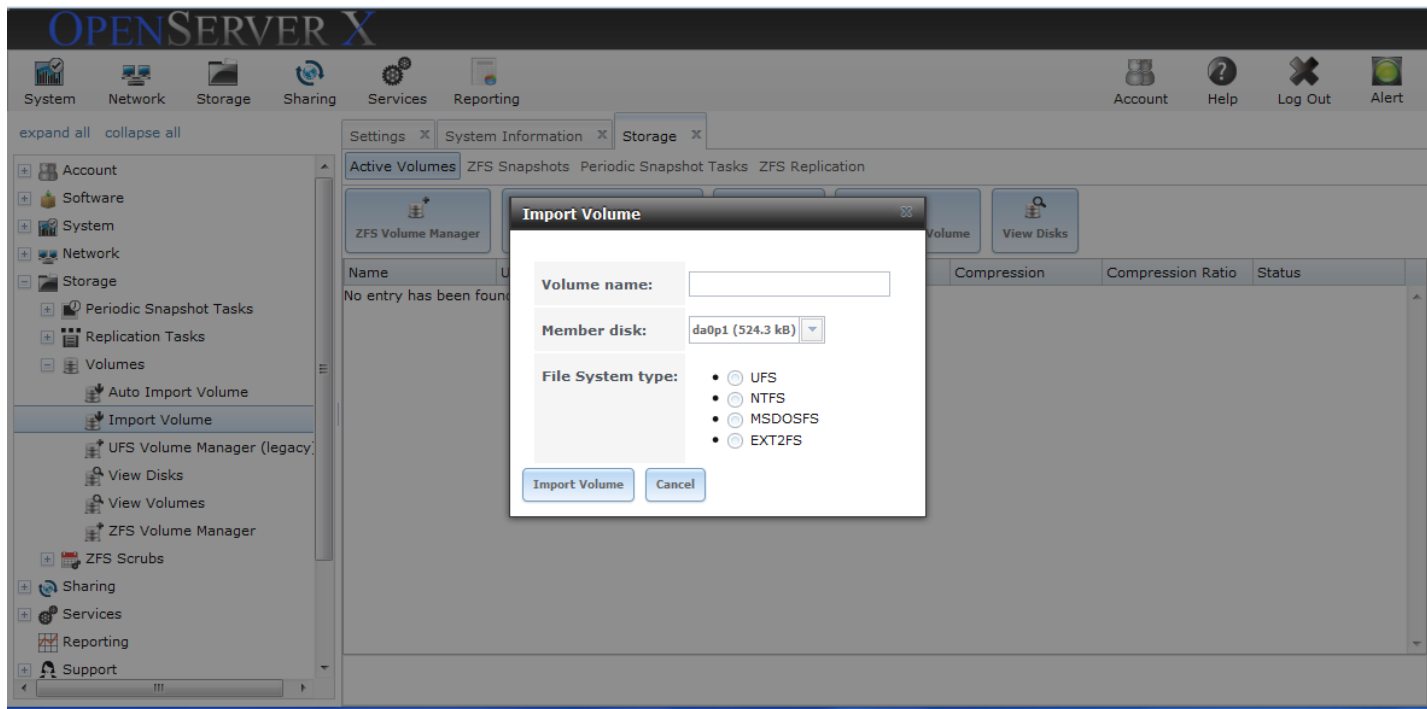 OPENSERVER X
System Network Storage Sharing Services Reporting Account Help Log Out Alert
expand all collapse all
Settings System Information Storage
Active Volumes ZFS Snapshots Periodic Snapshot Tasks ZFS Replication
ZFS Volume Manager Volume View Disks
Name U Compression Compression Ratio Status
No entry has been foun
Account
Software
System
Network
Storage
Periodic Snapshot Tasks
Replication Tasks
Volumes
Auto Import Volume
Import Volume
UFS Volume Manager (legacy)
View Disks
View Volumes
ZFS Volume Manager
ZFS Scrubs
Sharing
Services
Reporting
Support
Import Volume
Volume name:
Member disk: da0p1 (524.3 kB)
File System type:
UFS
NTFS
MSDOSFS
EXT2FS
Import Volume Cancel